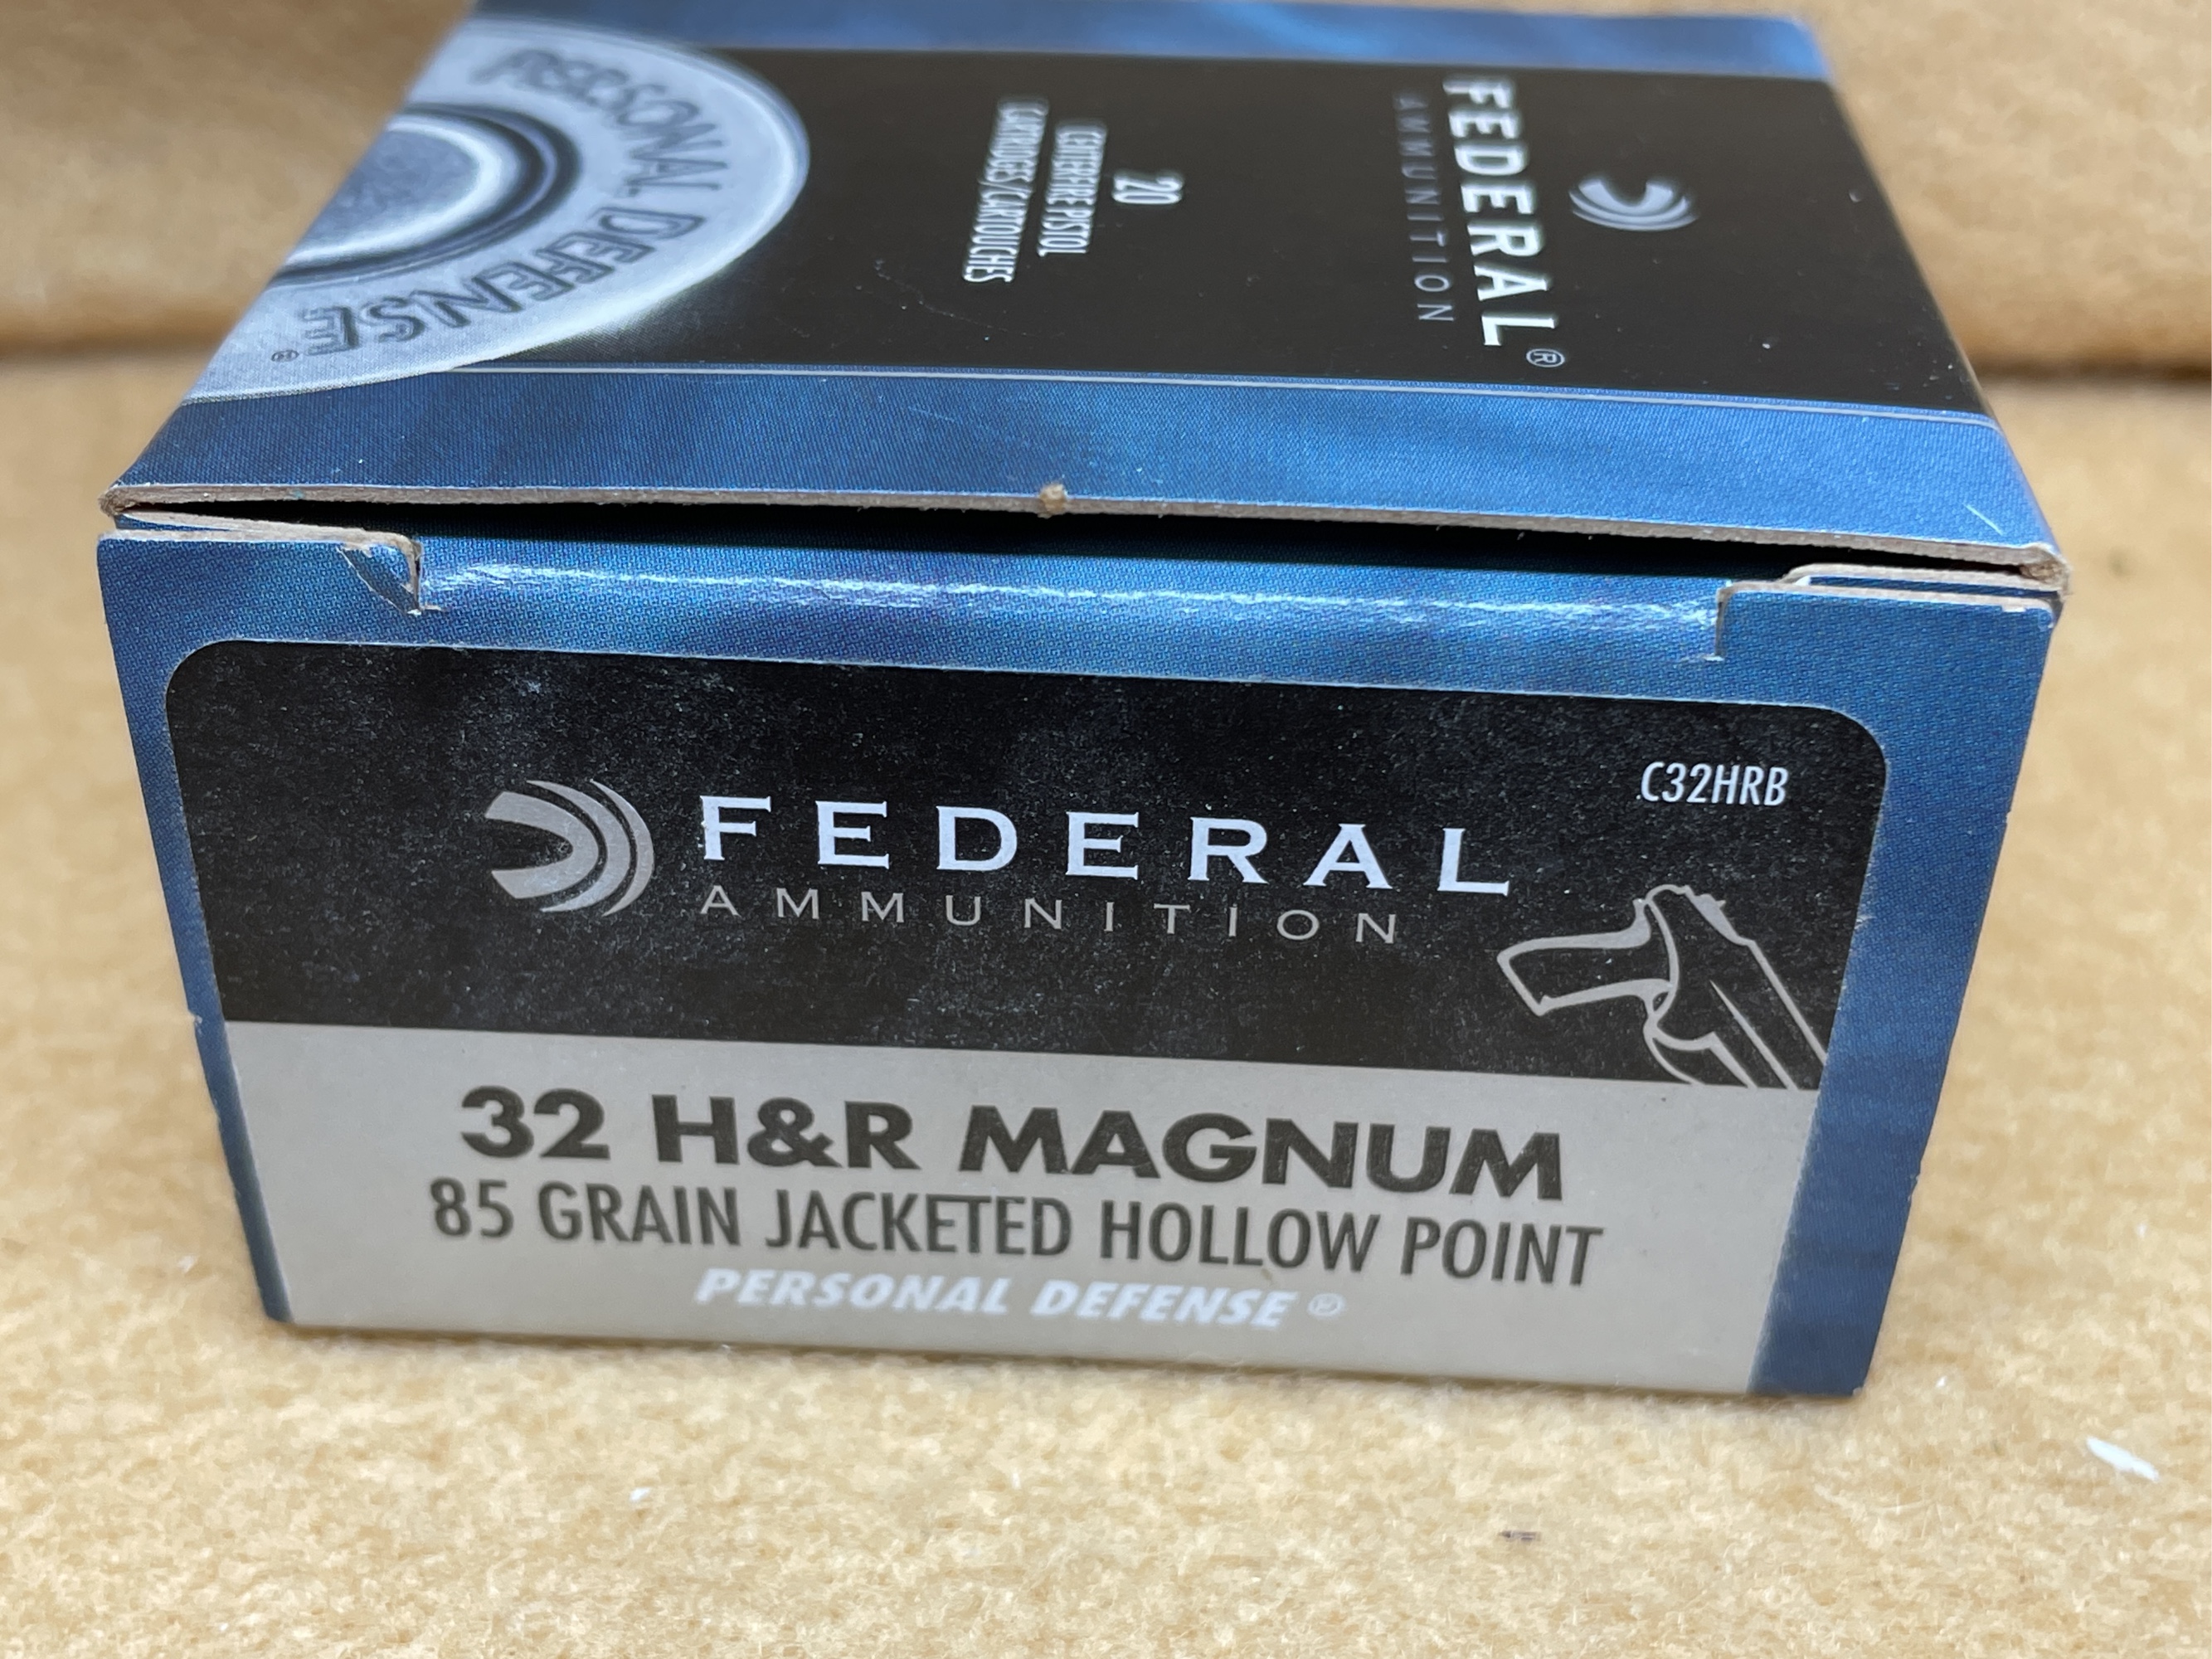 PERSONAL DEFENSE®
20
CENTERFIRE PISTOL
CARTRIDGES/CARTOUCHES
FEDERAL®
AMMUNITION
C32HRB
FEDERAL
AMMUNITION
32 H&R MAGNUM
85 GRAIN JACKETED HOLLOW POINT
PERSONAL DEFENSE®